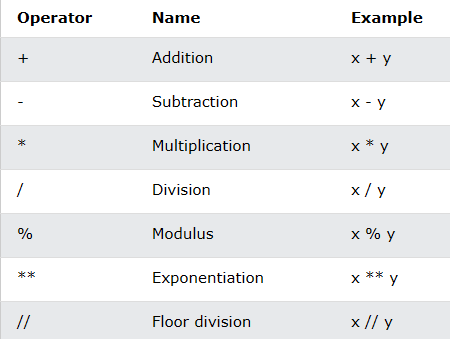 Operator Name Example
+ Addition x + y
- Subtraction x - y
* Multiplication x * y
/ Division x / y
% Modulus x % y
** Exponentiation x ** y
// Floor division x // y